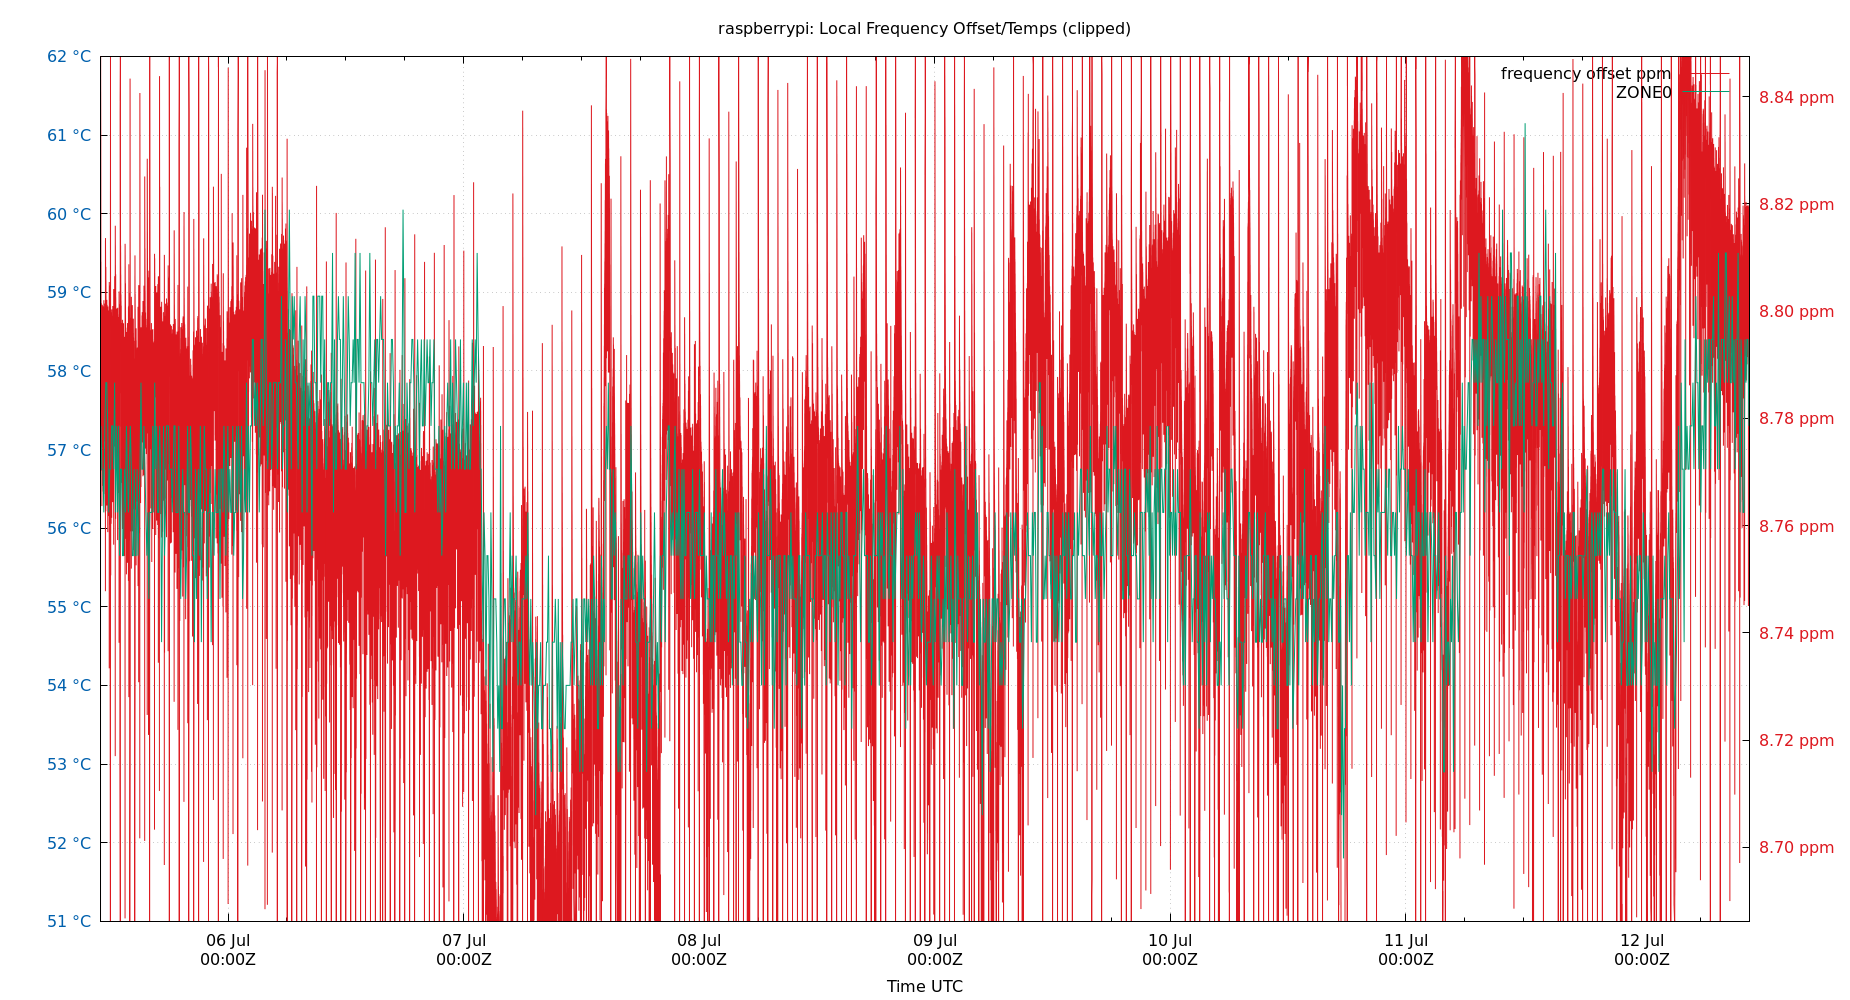 raspberrypi: Local Frequency Offset/Temps (clipped)
62 °C
61 °C
60 °C
59 °C
58 °C
57 °C
56 °C
55 °C
54 °C
53 °C
52 °C
51 °C
frequency offset ppm
ZONE0
8.84 ppm
8.82 ppm
8.80 ppm
8.78 ppm
8.76 ppm
8.74 ppm
8.72 ppm
8.70 ppm
06 Jul 07 Jul 08 Jul 09 Jul 10 Jul 11 Jul 12 Jul
00:00Z 00:00Z 00:00Z 00:00Z 00:00Z 00:00Z 00:00Z
Time UTC